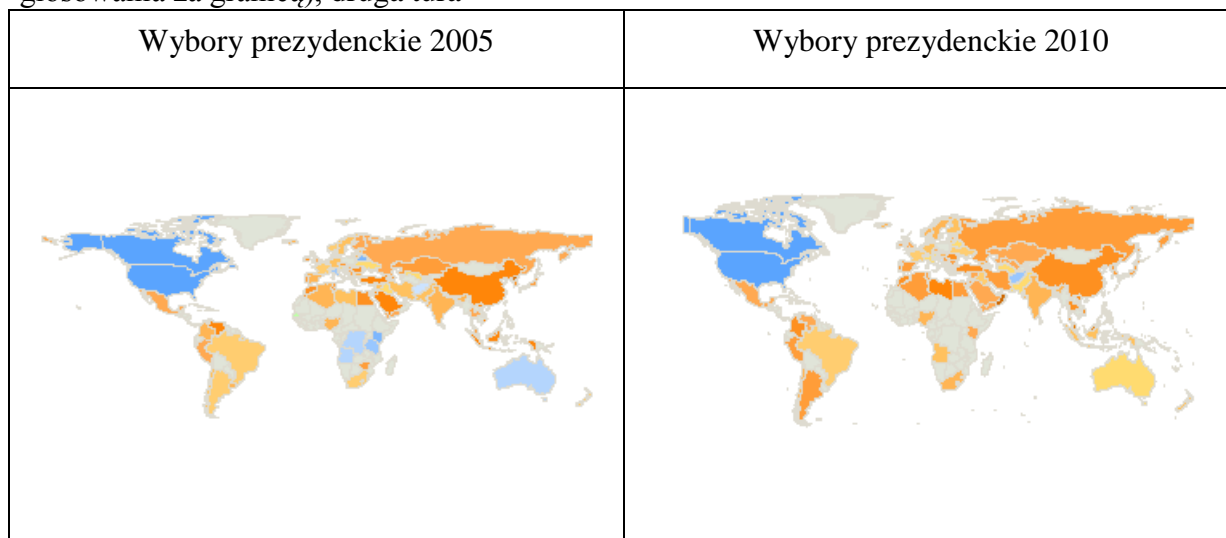 głosowania za granicą), druga tura
Wybory prezydenckie 2005
Wybory prezydenckie 2010